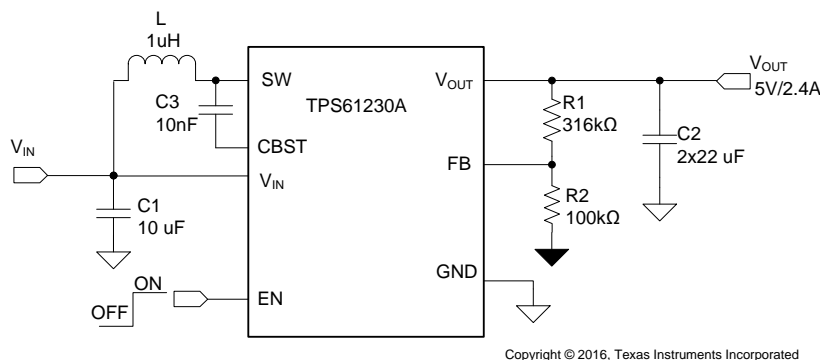 L
1uH
C3
10nF
SW
TPS61230A
CBST
VIN
VIN
C1
10 uF
ON
OFF
EN
VOUT
R1
316kΩ
FB
R2
100kΩ
GND
C2
2x22 uF
VOUT
5V/2.4A
Copyright © 2016, Texas Instruments Incorporated